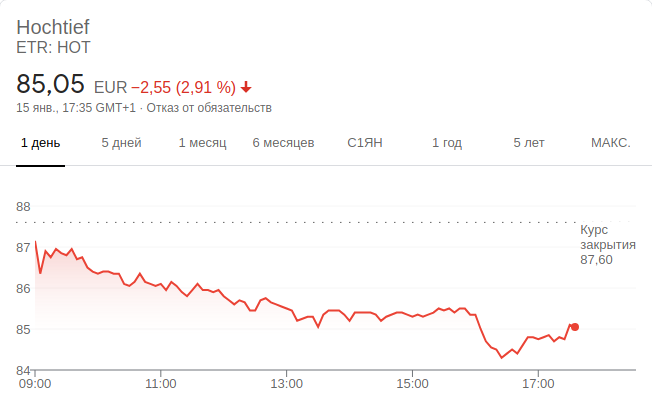 Hochtief
ETR: HOT
85,05 EUR −2,55 (2,91 %)
15 янв., 17:35 GMT+1 · Отказ от обязательств
1 день 5 дней 1 месяц 6 месяцев С1ЯН 1 год 5 лет МАКС.
88
Курс
закрытия
87,60
87
86
85
84
09:00 11:00 13:00 15:00 17:00